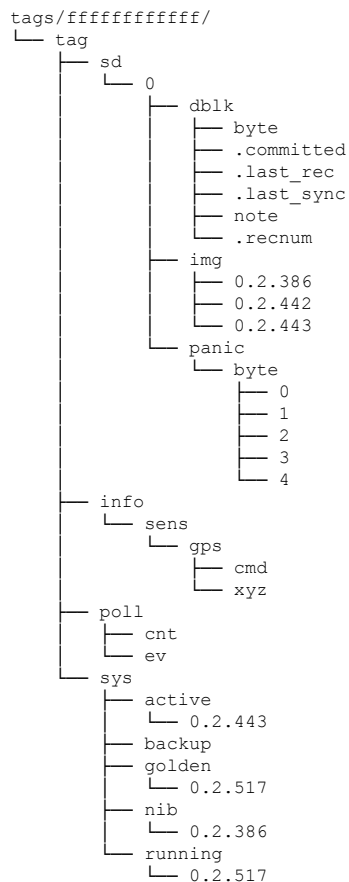 tags/ffffffffffff/
└── tag
    ├── sd
    │   └── 0
    │       ├── dblk
    │       │   ├── byte
    │       │   ├── .committed
    │       │   ├── .last_rec
    │       │   ├── .last_sync
    │       │   ├── note
    │       │   └── .recnum
    │       ├── img
    │       │   ├── 0.2.386
    │       │   ├── 0.2.442
    │       │   └── 0.2.443
    │       └── panic
    │           └── byte
    │               ├── 0
    │               ├── 1
    │               ├── 2
    │               ├── 3
    │               └── 4
    ├── info
    │   └── sens
    │       └── gps
    │           ├── cmd
    │           └── xyz
    ├── poll
    │   ├── cnt
    │   └── ev
    └── sys
        ├── active
        │   └── 0.2.443
        ├── backup
        ├── golden
        │   └── 0.2.517
        ├── nib
        │   └── 0.2.386
        └── running
            └── 0.2.517